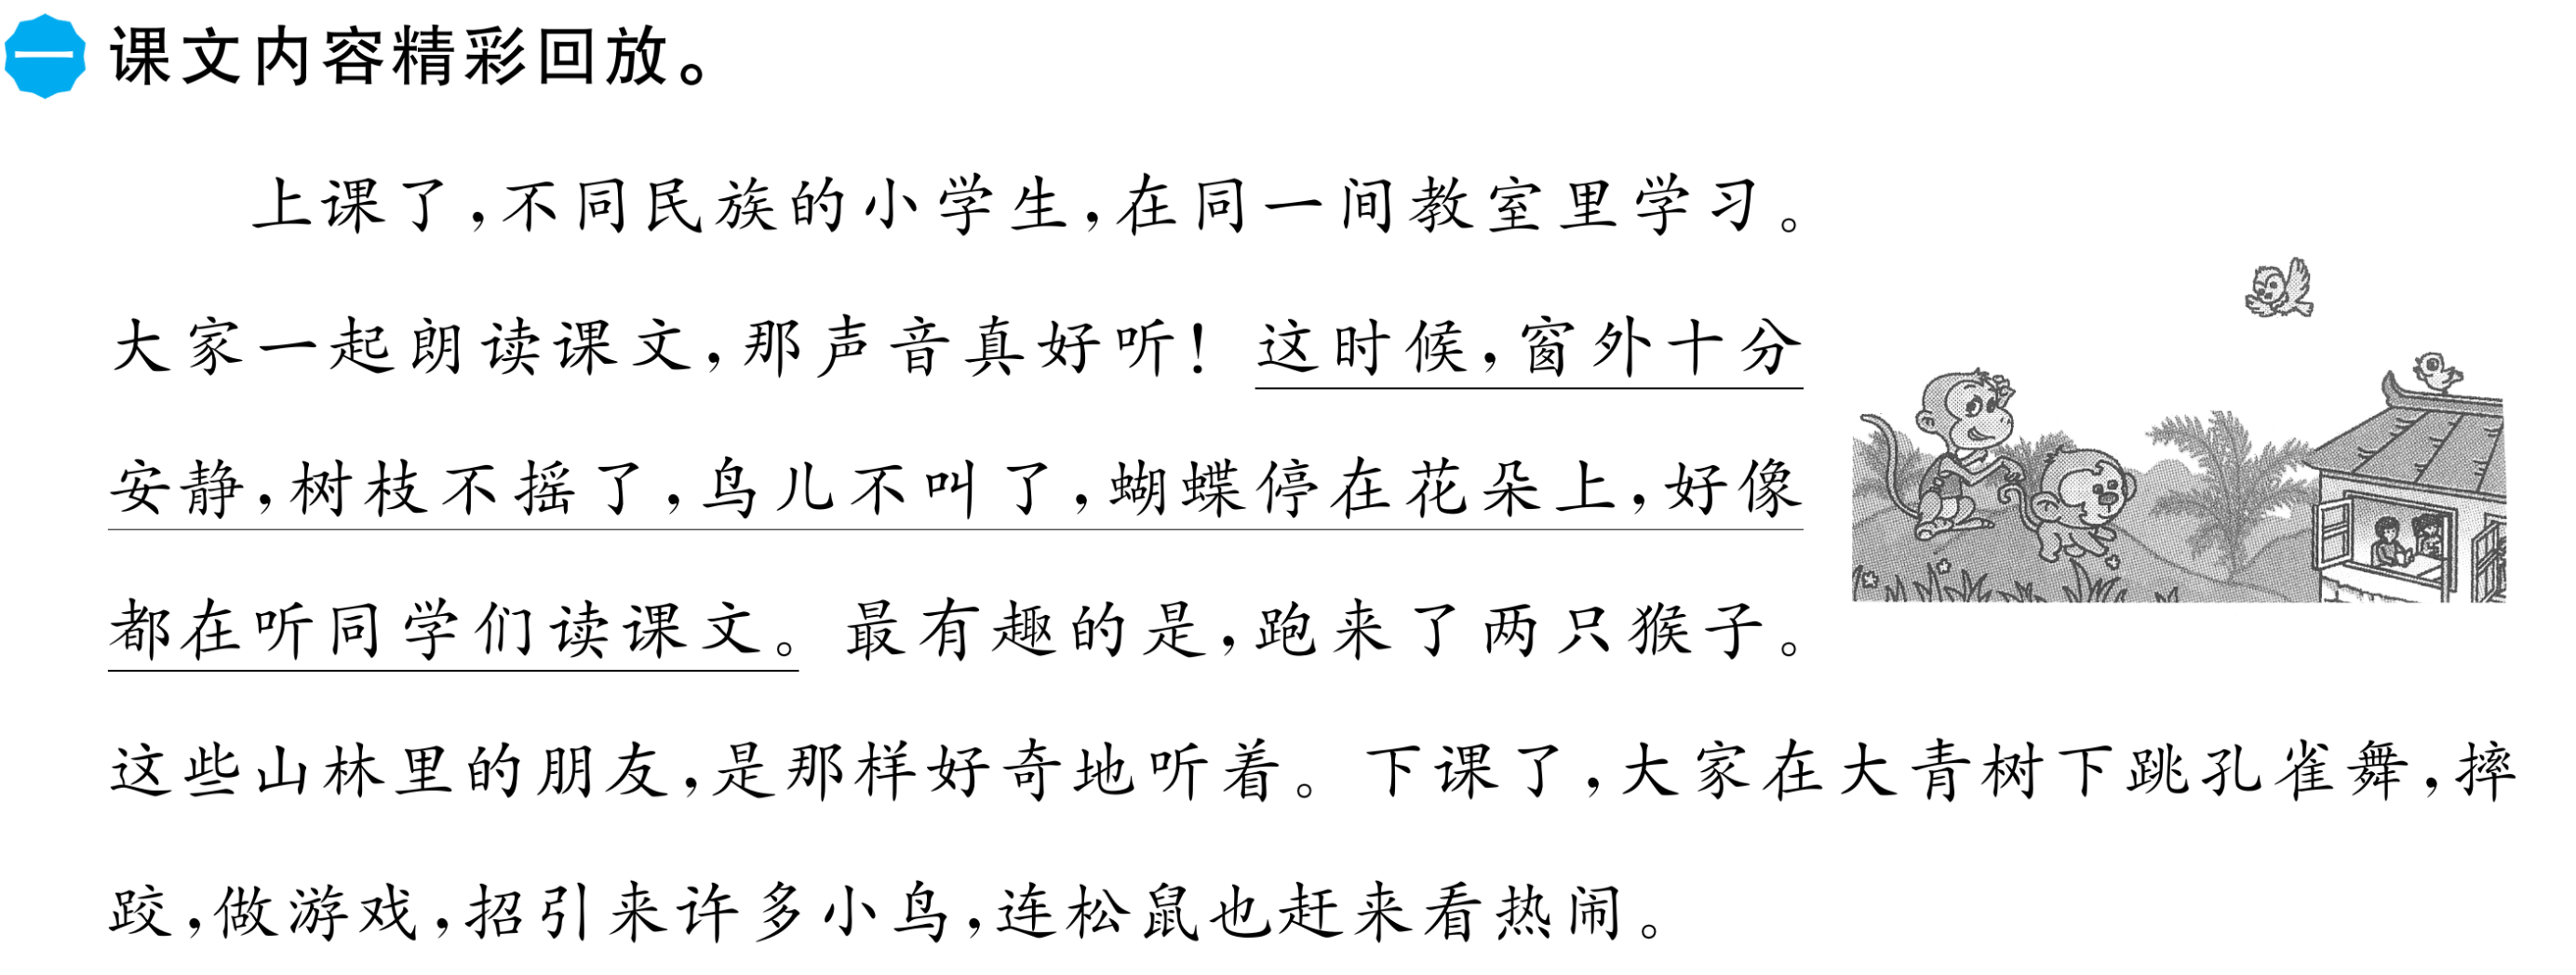 一 课文内容精彩回放。
上课了，不同民族的小学生，在同一间教室里学习。
大家一起朗读课文，那声音真好听！这时候，窗外十分
安静，树枝不摇了，鸟儿不叫了，蝴蝶停在花朵上，好像
都在听同学们读课文。最有趣的是，跑来了两只猴子。
这些山林里的朋友，是那样好奇地听着。下课了，大家在大青树下跳孔雀舞，摔
跤，做游戏，招引来许多小鸟，连松鼠也赶来看热闹。